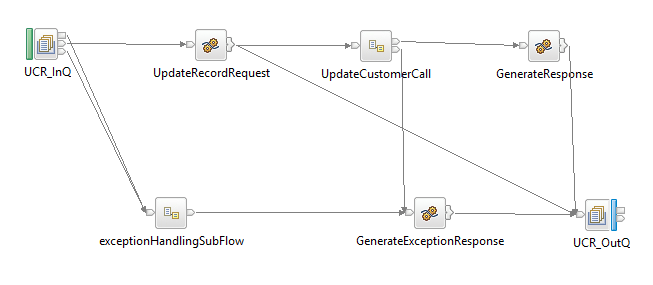 UCR_InQ
UpdateRecordRequest
UpdateCustomerCall
GenerateResponse
exceptionHandlingSubFlow
GenerateExceptionResponse
UCR_OutQ